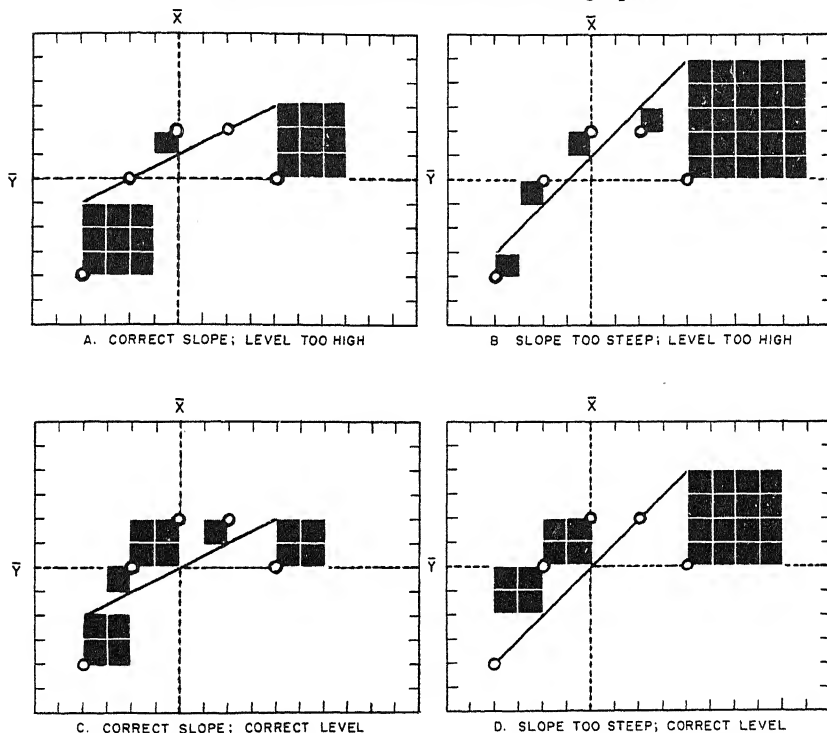 X̄ X̄
Ȳ Ȳ
A. CORRECT SLOPE; LEVEL TOO HIGH
B SLOPE TOO STEEP; LEVEL TOO HIGH
X̄ X̄
Ȳ Ȳ
C. CORRECT SLOPE; CORRECT LEVEL
D. SLOPE TOO STEEP; CORRECT LEVEL